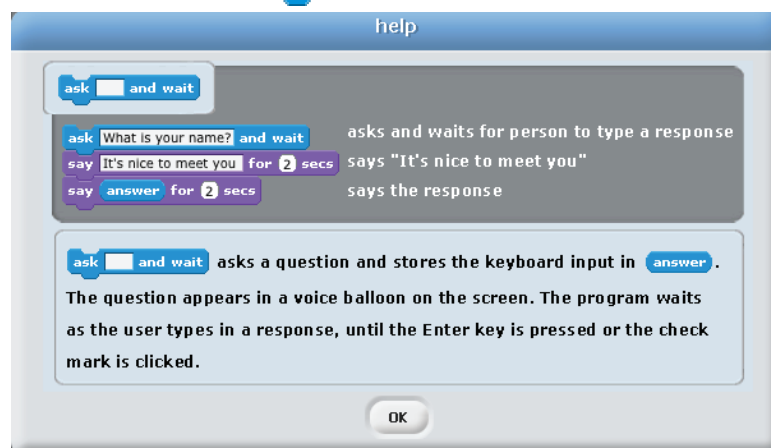 help
ask and wait
ask What is your name? and wait asks and waits for person to type a response
say It's nice to meet you for 2 secs says "It's nice to meet you"
say answer for 2 secs says the response
ask and wait asks a question and stores the keyboard input in answer.
The question appears in a voice balloon on the screen. The program waits
as the user types in a response, until the Enter key is pressed or the check
mark is clicked.
OK